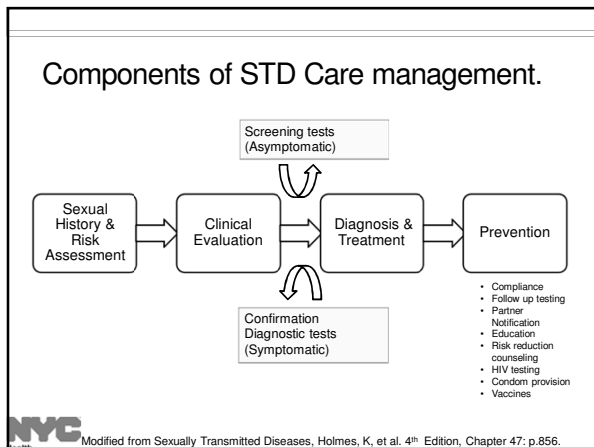 Components of STD Care management.
Screening tests
(Asymptomatic)
Sexual
History &
Risk
Assessment
Clinical
Evaluation
Diagnosis &
Treatment
Prevention
Confirmation
Diagnostic tests
(Symptomatic)
• Compliance
• Follow up testing
• Partner
Notification
• Education
• Risk reduction
counseling
• HIV testing
• Condom provision
• Vaccines
NYC
Health
Modified from Sexually Transmitted Diseases, Holmes, K, et al. 4th Edition, Chapter 47: p.856.